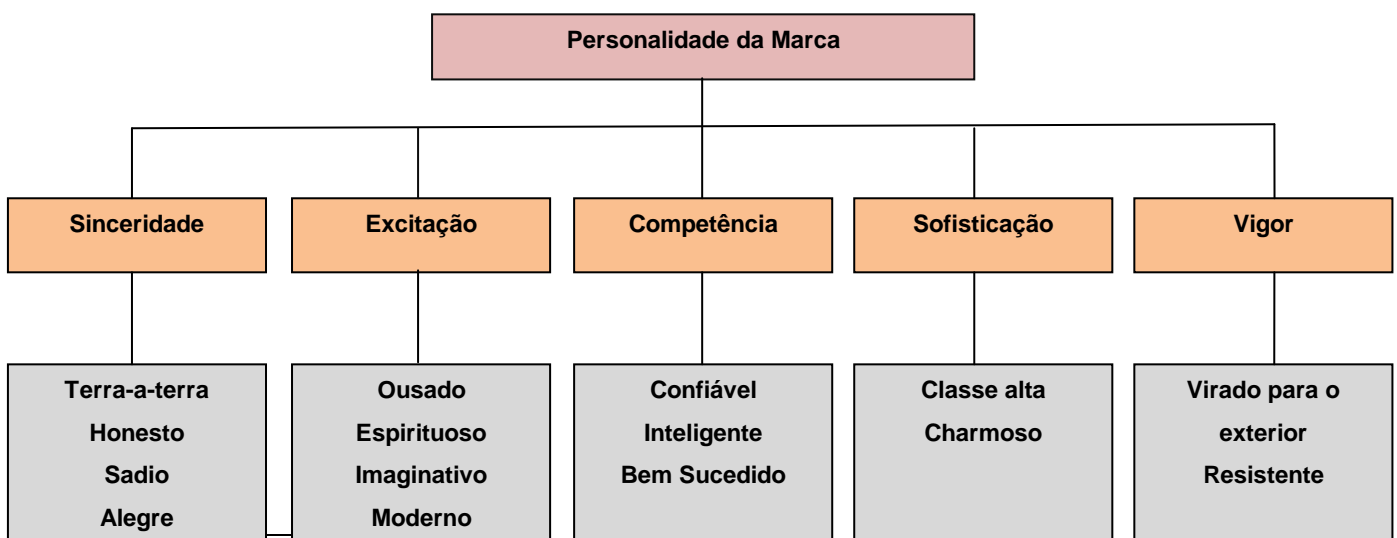 Personalidade da Marca
Sinceridade
Excitação
Competência
Sofisticação
Vigor
Terra-a-terra
Honesto
Sadio
Alegre
Ousado
Espirituoso
Imaginativo
Moderno
Confiável
Inteligente
Bem Sucedido
Classe alta
Charmoso
Virado para o
exterior
Resistente